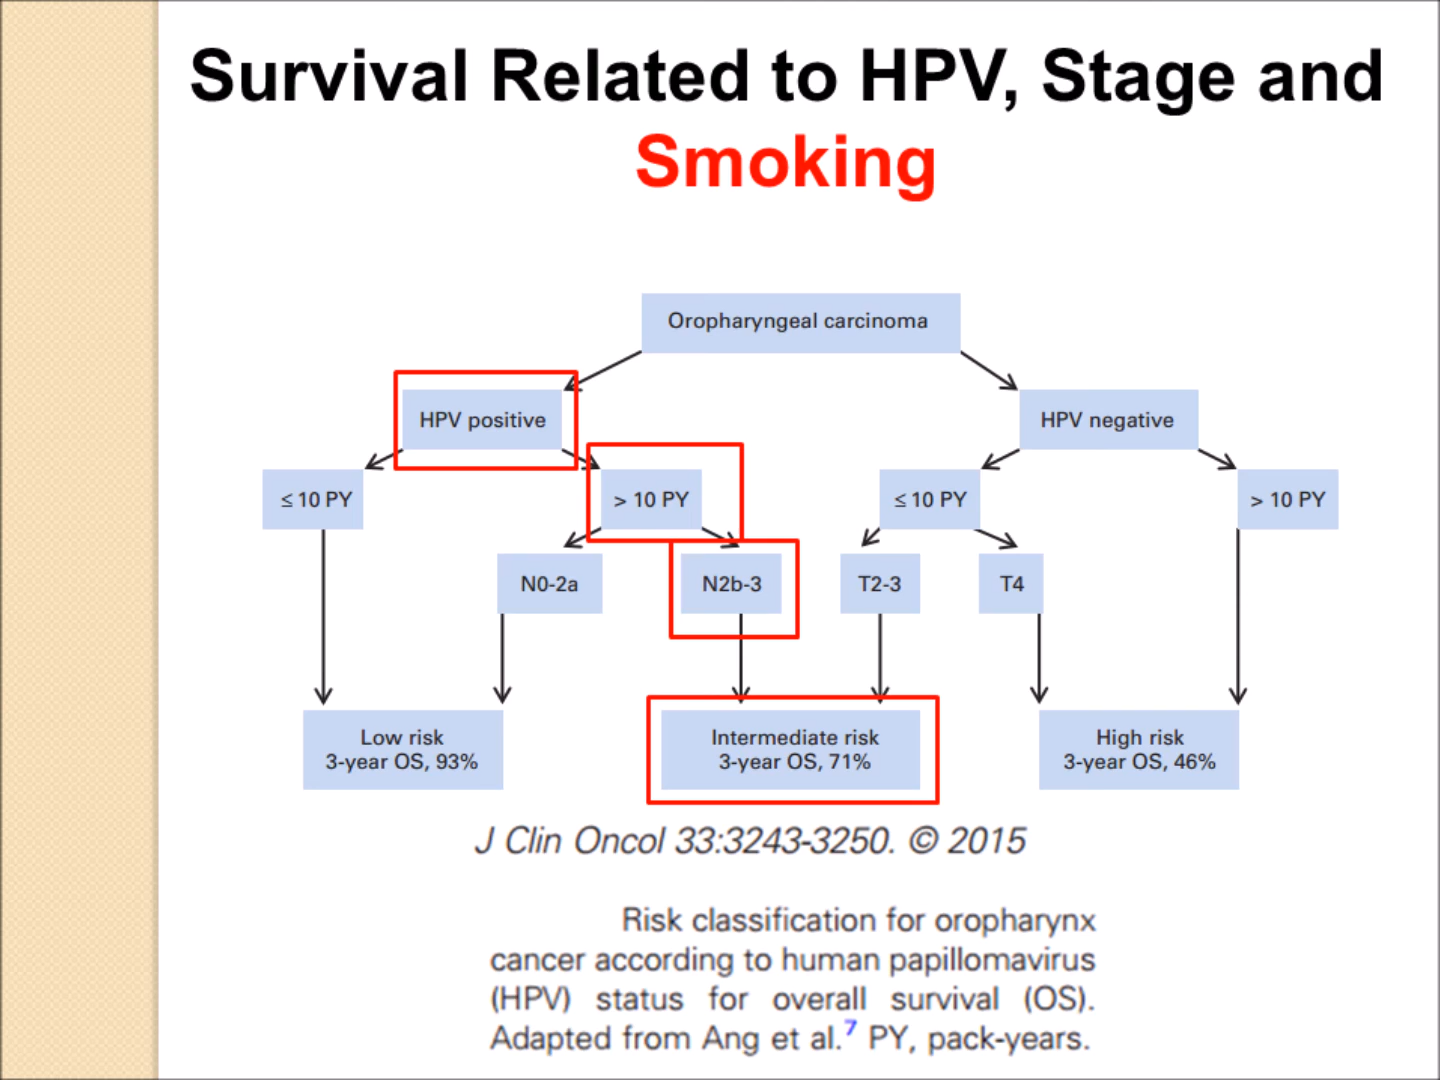 Survival Related to HPV, Stage and
Smoking
Oropharyngeal carcinoma
HPV positive
HPV negative
≤ 10 PY
> 10 PY
≤ 10 PY
> 10 PY
N0-2a
N2b-3
T2-3
T4
Low risk
3-year OS, 93%
Intermediate risk
3-year OS, 71%
High risk
3-year OS, 46%
J Clin Oncol 33:3243-3250. © 2015
Risk classification for oropharynx
cancer according to human papillomavirus
(HPV) status for overall survival (OS).
Adapted from Ang et al.7 PY, pack-years.